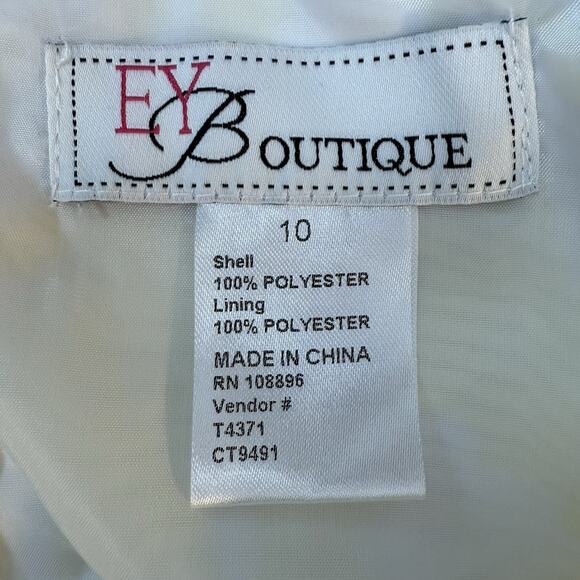 EY BOUTIQUE
10
Shell
100% POLYESTER
Lining
100% POLYESTER
MADE IN CHINA
RN 108896
Vendor #
T4371
CT9491